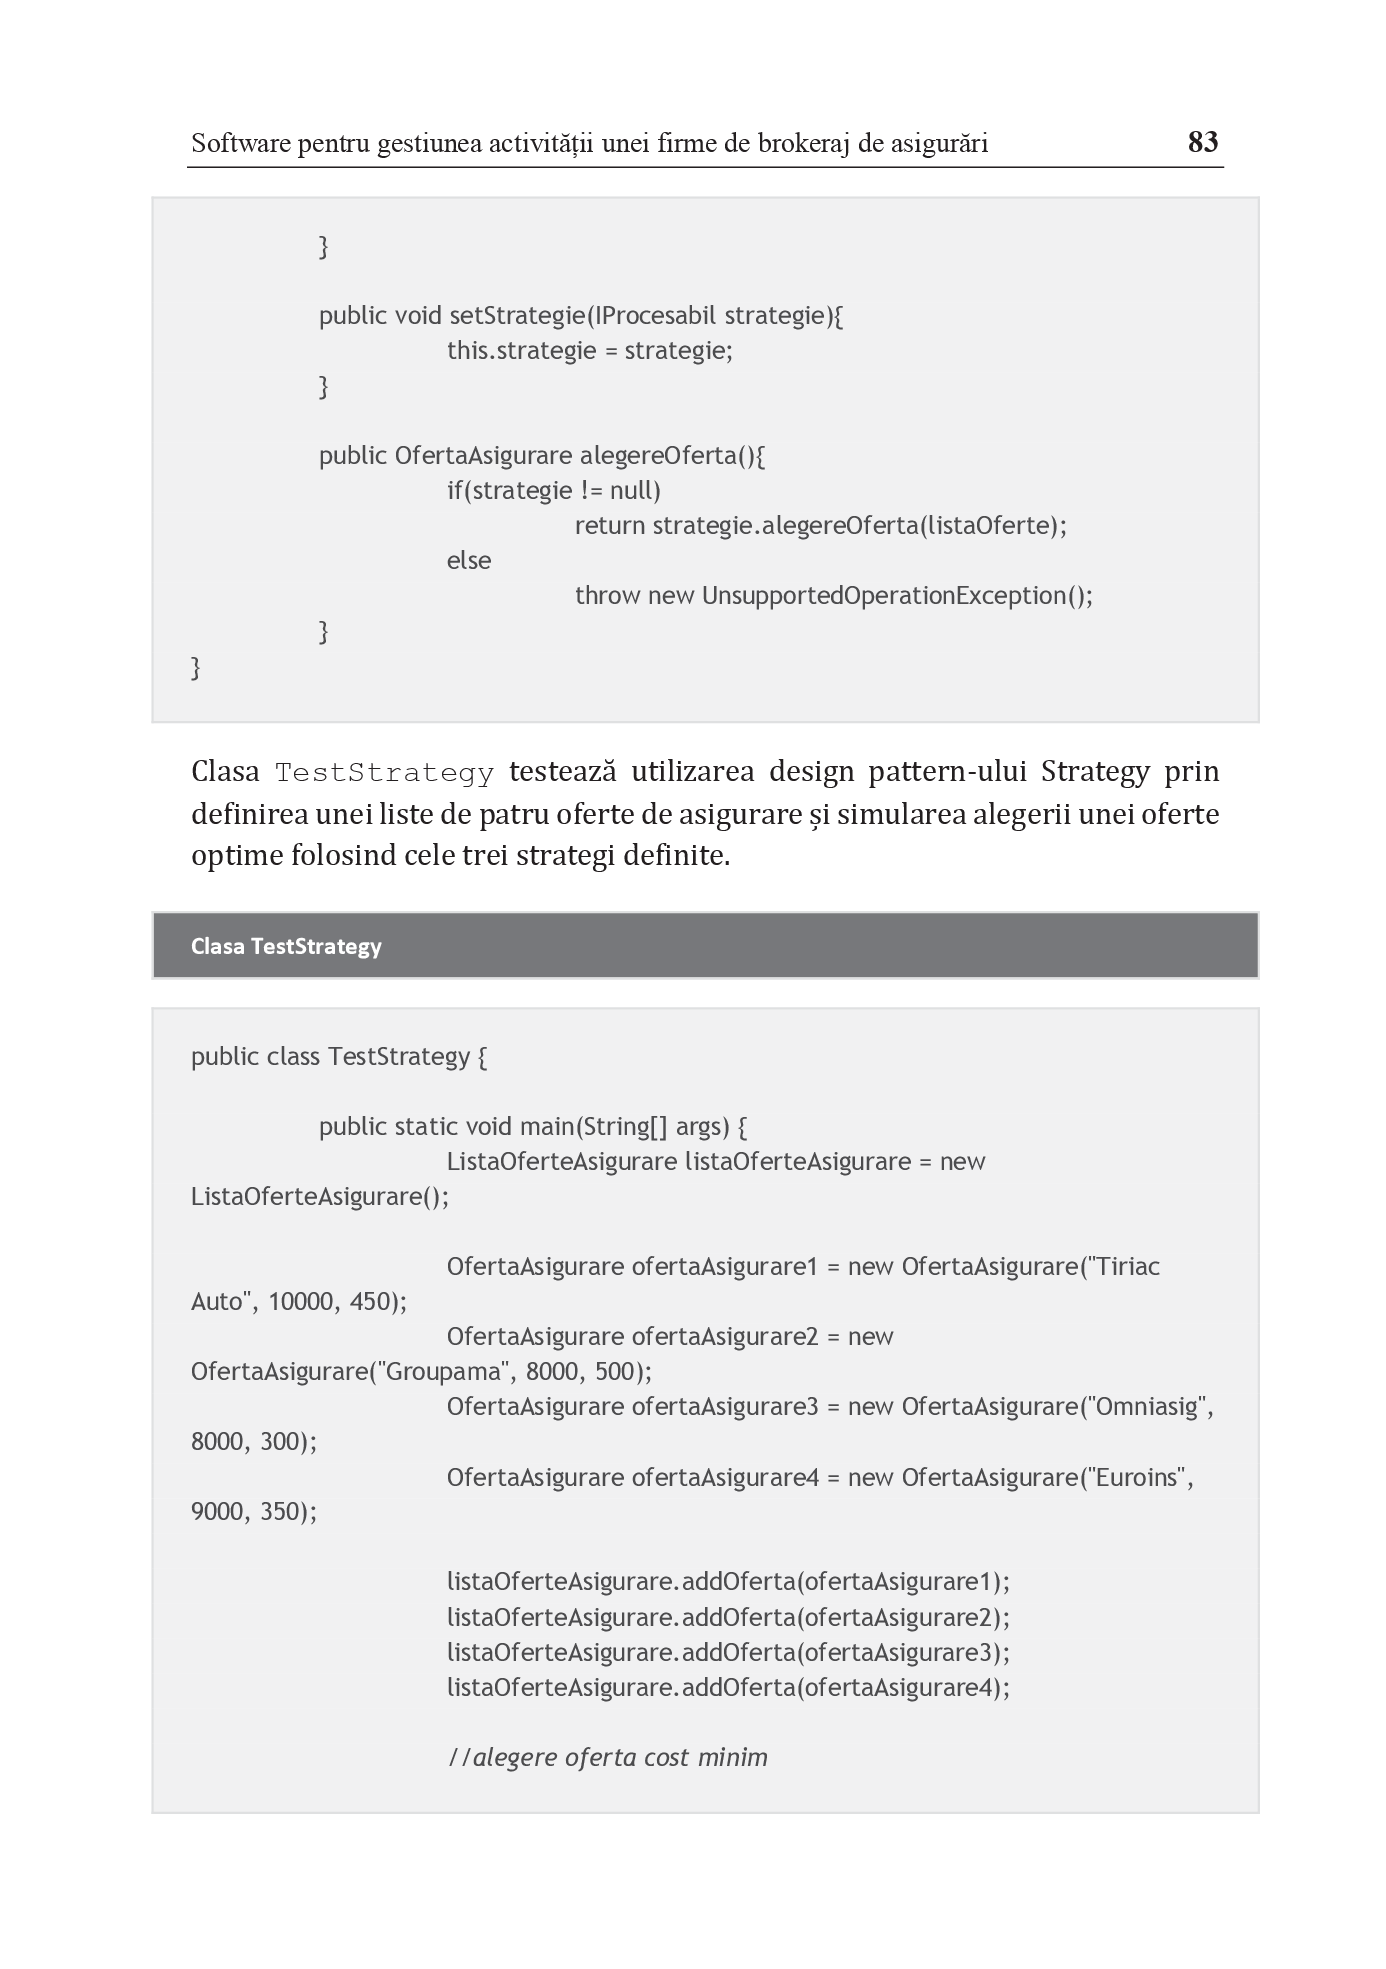 Software pentru gestiunea activității unei firme de brokeraj de asigurări 83
}
public void setStrategie(IProcesabil strategie){
this.strategie = strategie;
}
public OfertaAsigurare alegereOferta(){
if(strategie != null)
return strategie.alegereOferta(listaOferte);
else
throw new UnsupportedOperationException();
}
}
Clasa TestStrategy testează utilizarea design pattern-ului Strategy prin
definirea unei liste de patru oferte de asigurare și simularea alegerii unei oferte
optime folosind cele trei strategi definite.
Clasa TestStrategy
public class TestStrategy {
public static void main(String[] args) {
ListaOferteAsigurare listaOferteAsigurare = new
ListaOferteAsigurare();
OfertaAsigurare ofertaAsigurare1 = new OfertaAsigurare("Tiriac
Auto", 10000, 450);
OfertaAsigurare ofertaAsigurare2 = new
OfertaAsigurare("Groupama", 8000, 500);
OfertaAsigurare ofertaAsigurare3 = new OfertaAsigurare("Omniasig",
8000, 300);
OfertaAsigurare ofertaAsigurare4 = new OfertaAsigurare("Euroins",
9000, 350);
listaOferteAsigurare.addOferta(ofertaAsigurare1);
listaOferteAsigurare.addOferta(ofertaAsigurare2);
listaOferteAsigurare.addOferta(ofertaAsigurare3);
listaOferteAsigurare.addOferta(ofertaAsigurare4);
//alegere oferta cost minim